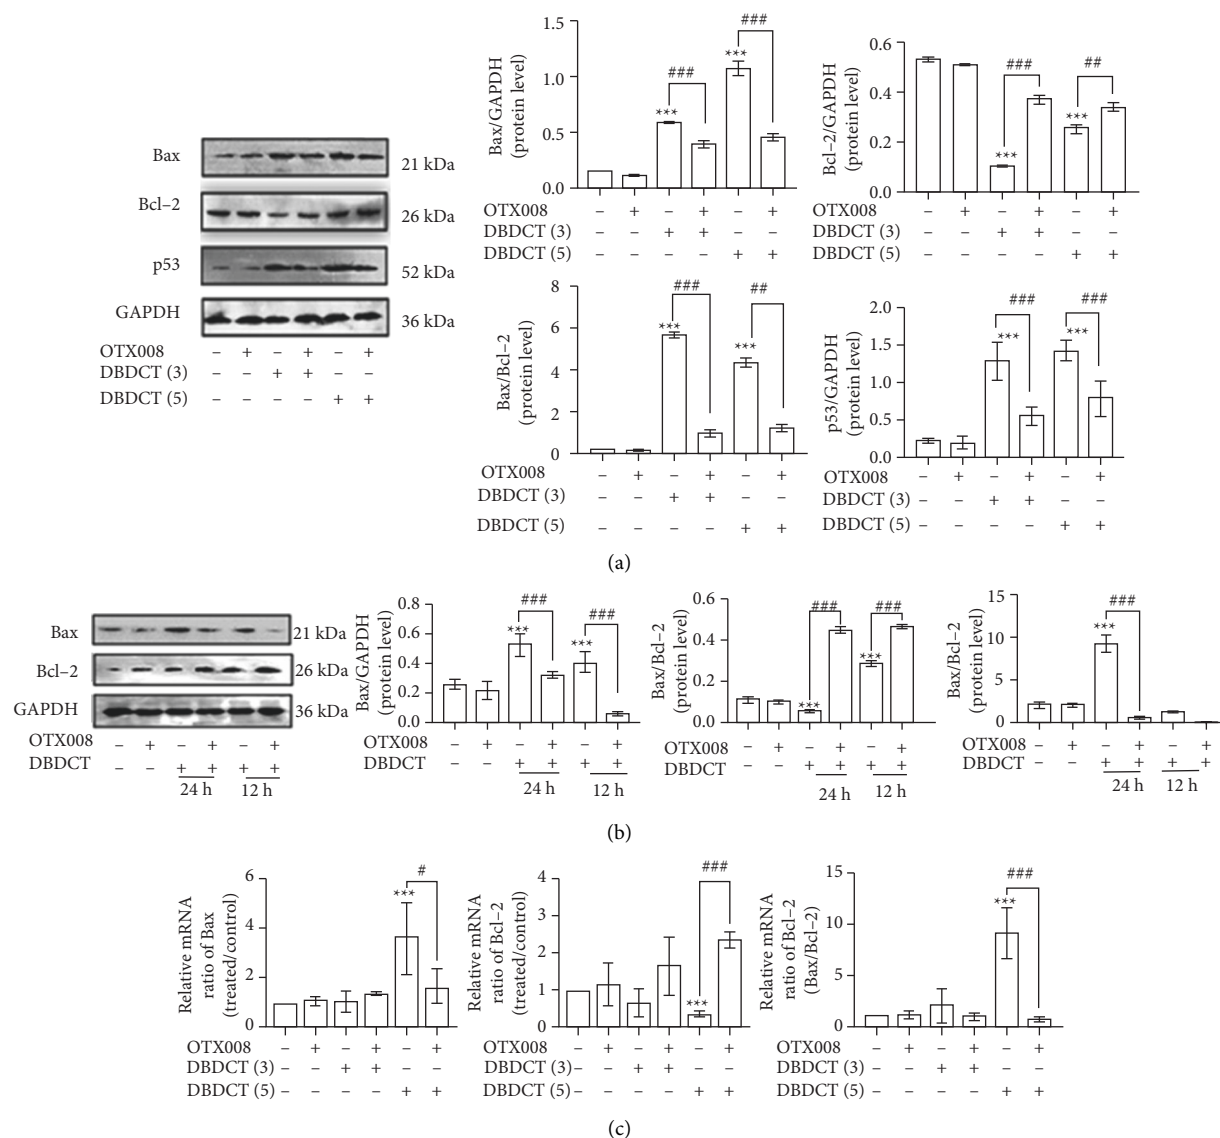 Bax
21 kDa
Bcl–2
26 kDa
p53
52 kDa
GAPDH
36 kDa
OTX008 – + – + – +
DBDCT (3) – – + + – –
DBDCT (5) – – – – + +
Bax/GAPDH
(protein level)
1.5
1.0
0.5
0.0
***
###
***
###
OTX008 – + – + – +
DBDCT (3) – – + + – –
DBDCT (5) – – – – + +
Bcl–2/GAPDH
(protein level)
0.6
0.4
0.2
0.0
***
###
***
##
OTX008 – + – + – +
DBDCT (3) – – + + – –
DBDCT (5) – – – – + +
Bax/Bcl–2
(protein level)
8
6
4
2
0
***
###
***
##
OTX008 – + – + – +
DBDCT (3) – – + + – –
DBDCT (5) – – – – + +
p53/GAPDH
(protein level)
2.0
1.5
1.0
0.5
0.0
***
###
***
###
OTX008 – + – + – +
DBDCT (3) – – + + – –
DBDCT (5) – – – – + +
(a)
Bax
21 kDa
Bcl–2
26 kDa
GAPDH
36 kDa
OTX008 – + – + – +
DBDCT – – + + + +
24 h 12 h
Bax/GAPDH
(protein level)
0.8
0.6
0.4
0.2
0.0
***
###
***
###
OTX008 – + – + – +
DBDCT – – + + + +
24 h 12 h
Bax/Bcl–2
(protein level)
0.6
0.4
0.2
0.0
***
###
***
###
OTX008 – + – + – +
DBDCT – – + + + +
24 h 12 h
Bax/Bcl–2
(protein level)
15
10
5
0
***
###
OTX008 – + – + – +
DBDCT – – + + + +
24 h 12 h
(b)
Relative mRNA
ratio of Bax
(treated/control)
6
4
2
0
***
#
OTX008 – + – + – +
DBDCT (3) – – + + – –
DBDCT (5) – – – – + +
Relative mRNA
ratio of Bcl–2
(treated/control)
4
3
2
1
0
***
###
OTX008 – + – + – +
DBDCT (3) – – + + – –
DBDCT (5) – – – – + +
Relative mRNA
ratio of Bcl–2
(Bax/Bcl–2)
15
10
5
0
***
###
OTX008 – + – + – +
DBDCT (3) – – + + – –
DBDCT (5) – – – – + +
(c)